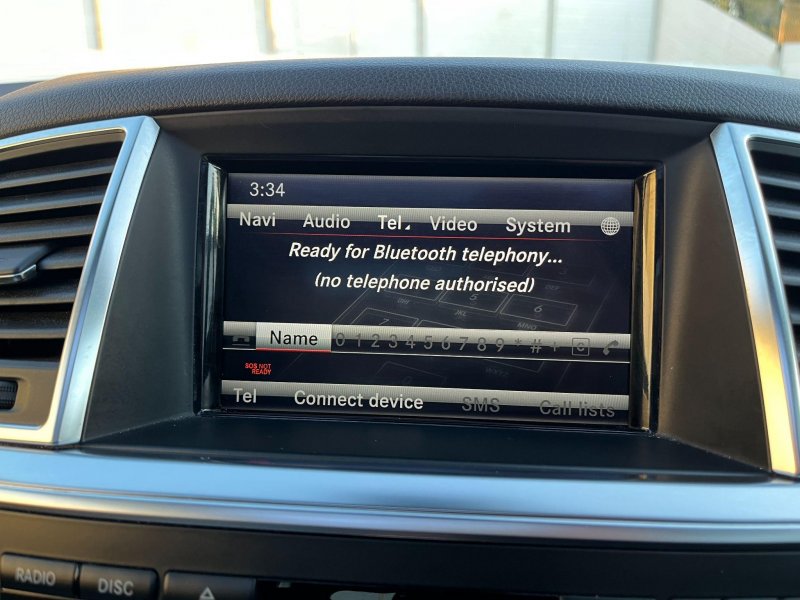 3:34
Navi Audio Tel Video System
Ready for Bluetooth telephony...
(no telephone authorised)
Name 0 1 2 3 4 5 6 7 8 9 * # +
SOS NOT
READY
Tel Connect device SMS Call lists
RADIO DISC